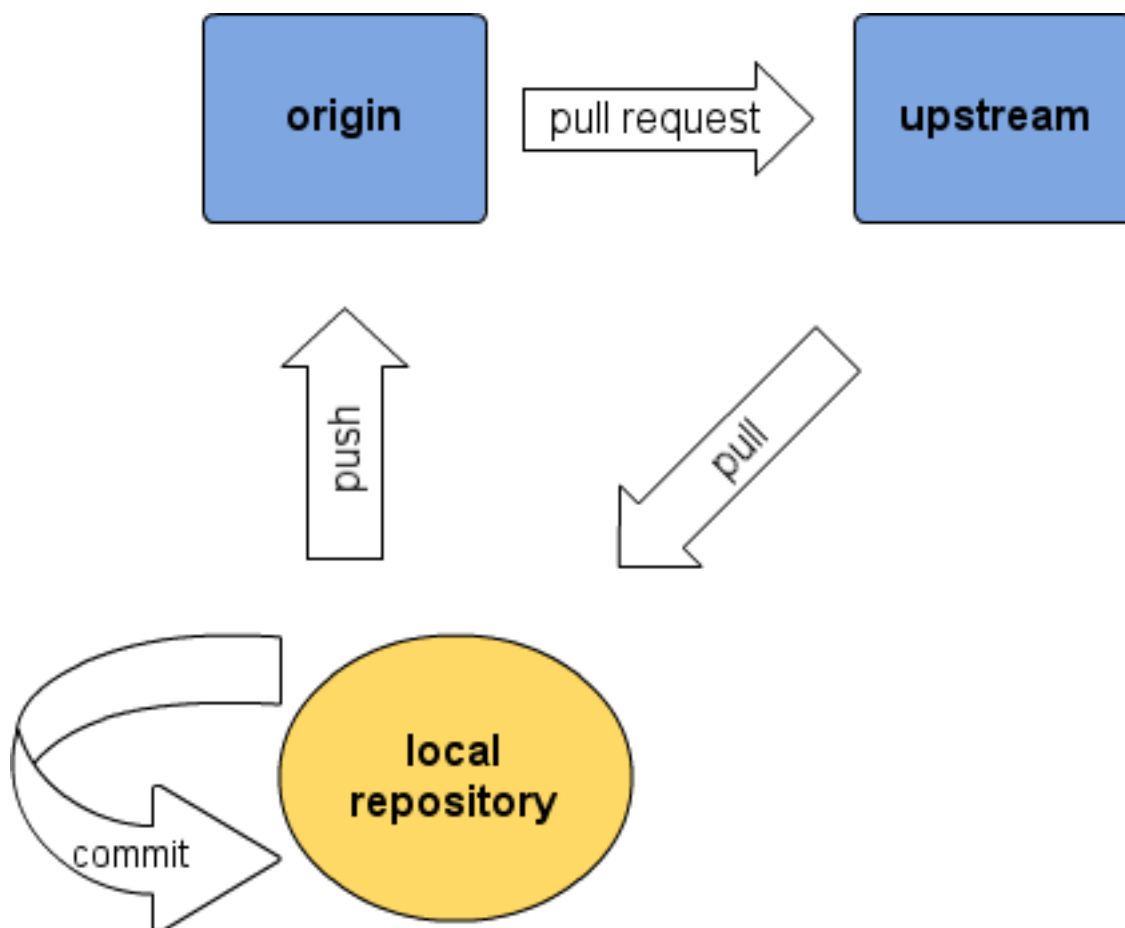 origin
pull request
upstream
push
pull
local
repository
commit